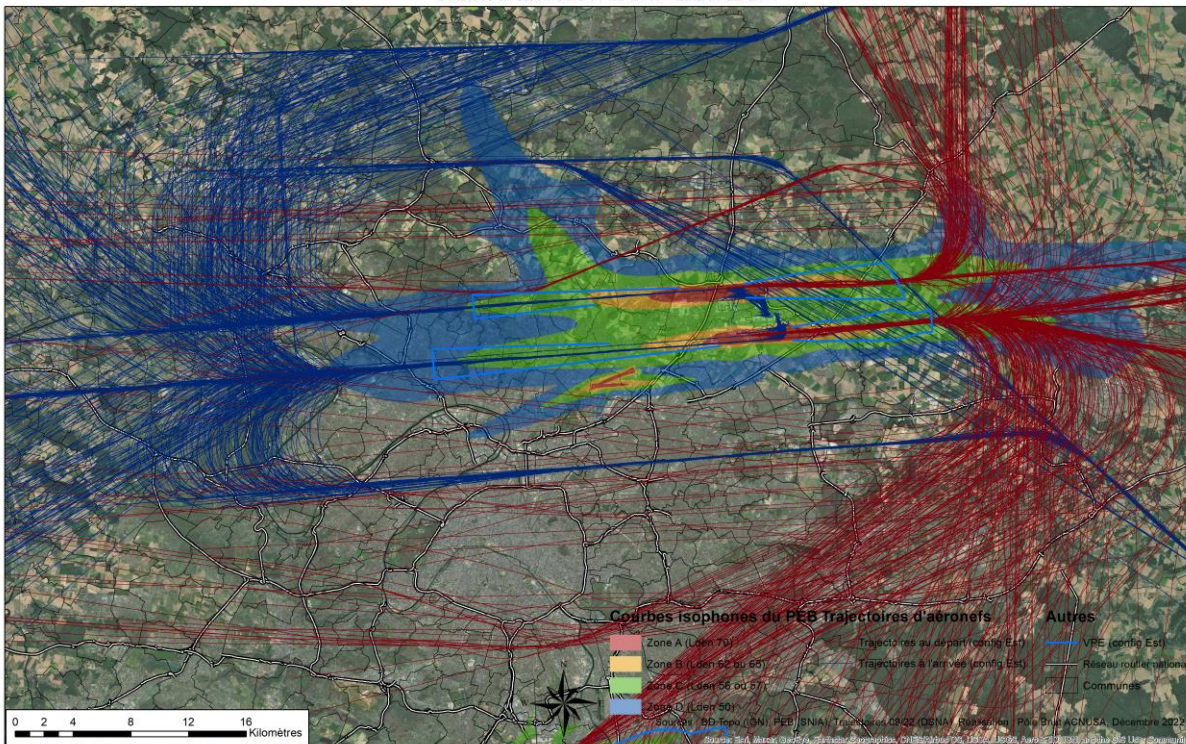 Courbes isophones du PEB Trajectoires d'aéronefs Autres
Zone A (Lden 70) Trajectoires au départ (config Est) VPE (config Est)
Zone B (Lden 62 ou 65) Trajectoires à l'arrivée (config Est) Réseau routier national
Zone C (Lden 56 ou 57) Communes
Zone D (Lden 50)
N
Sources : BD Topo (IGN), PEB (SNIA), Trajectoires 09/22 (DSNA) Réalisation : Pôle Bruit ACNUSA, Décembre 2022
0 2 4 8 12 16
Kilomètres